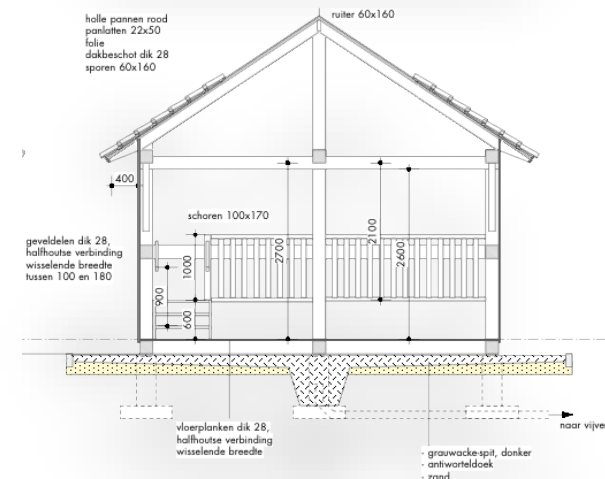 holle pannen rood
panlatten 22x50
folie
dakbeschot dik 28
sporen 60x160
ruiter 60x160
400
schoren 100x170
geveldelen dik 28,
halfhoutse verbinding
wisselende breedte
tussen 100 en 180
1000
900
600
2700
2100
2600
vloerplanken dik 28,
halfhoutse verbinding
wisselende breedte
naar vijve
- grauwacke-spit, donker
- antiworteldoek
- zand